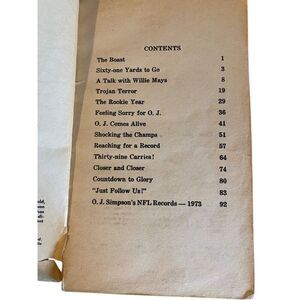 CONTENTS
The Boast 1
Sixty-one Yards to Go 3
A Talk with Willie Mays 8
Trojan Terror 19
The Rookie Year 29
Feeling Sorry for O. J. 36
O. J. Comes Alive 41
Shocking the Champs 51
Reaching for a Record 57
Thirty-nine Carries! 64
Closer and Closer 74
Countdown to Glory 80
"Just Follow Us!" 83
O. J. Simpson's NFL Records — 1973 92